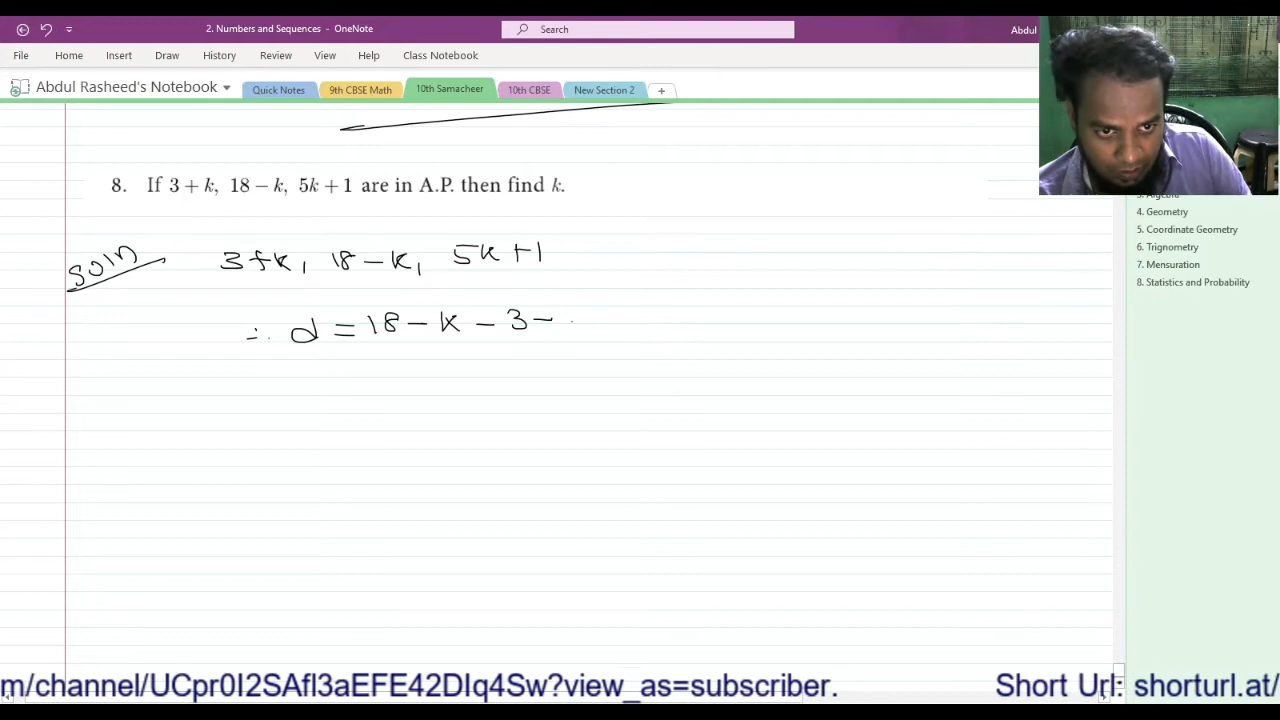 2. Numbers and Sequences - OneNote
Search
Abdul
File Home Insert Draw History Review View Help Class Notebook
Abdul Rasheed's Notebook
Quick Notes 9th CBSE Math 10th Samacheer 10th CBSE New Section 2 +
8. If 3 + k, 18 − k, 5k + 1 are in A.P. then find k.
Soln 3+k, 18-k, 5k+1
∴ d = 18 - k - 3 -
3. Algebra
4. Geometry
5. Coordinate Geometry
6. Trignometry
7. Mensuration
8. Statistics and Probability
m/channel/UCpr0I2SAfl3aEFE42DIq4Sw?view_as=subscriber. Short Url: shorturl.at/